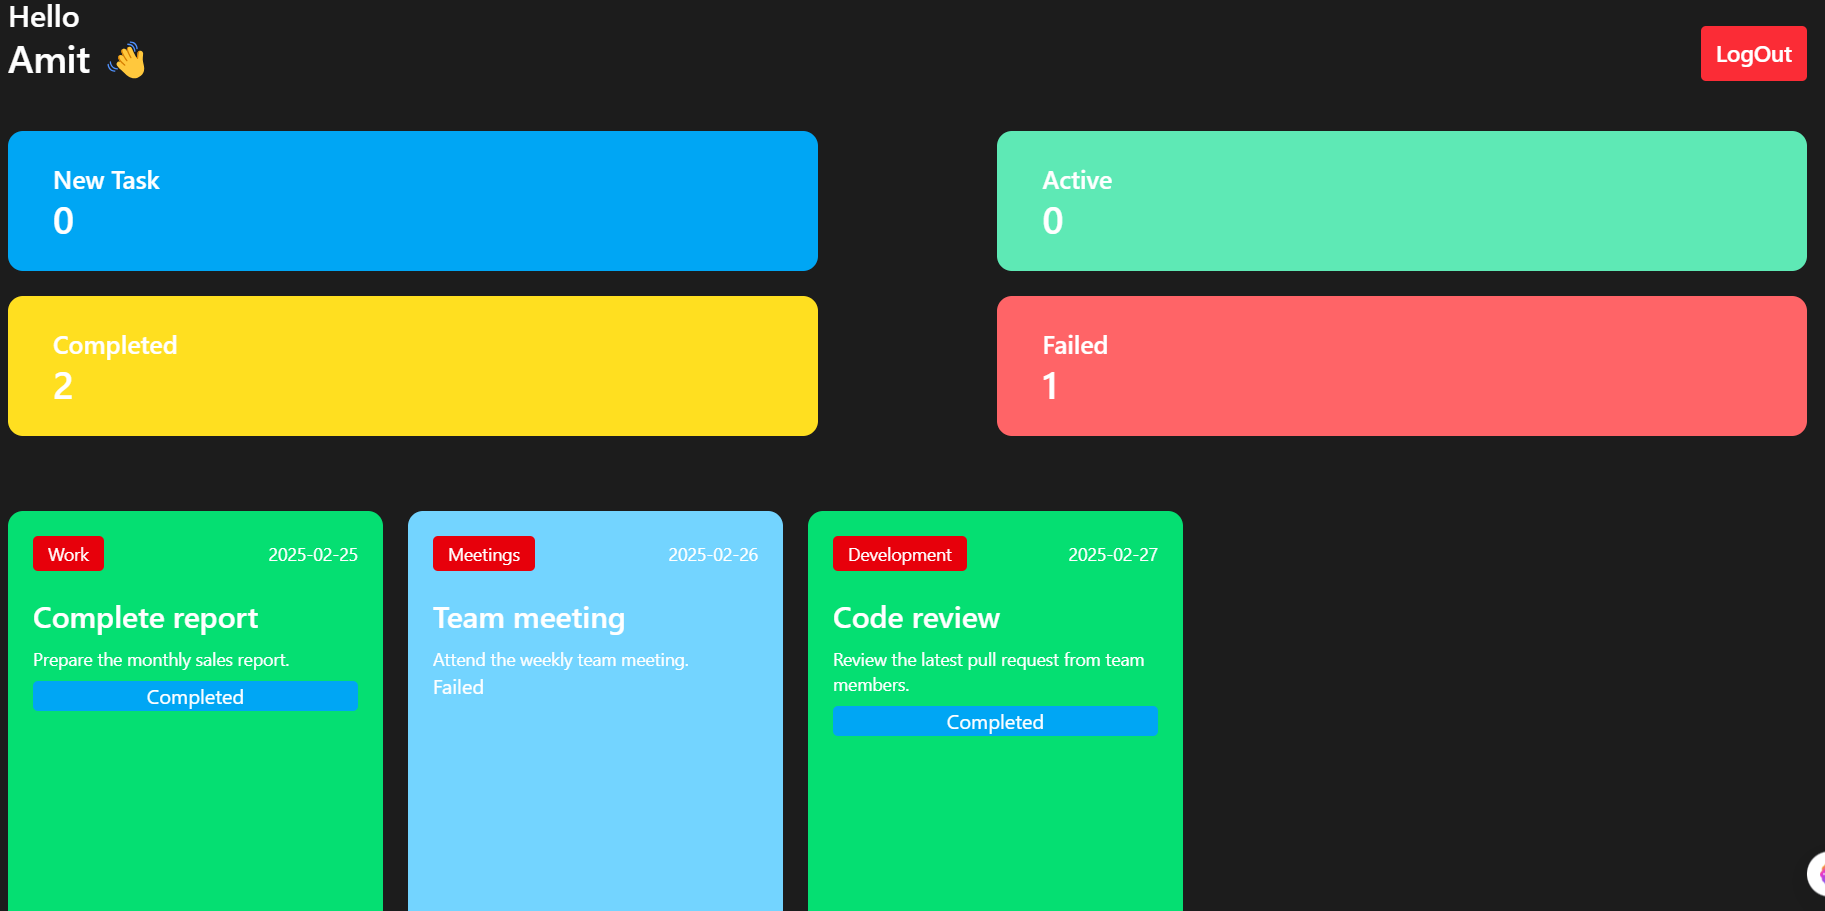 Hello
Amit 👋
LogOut
New Task
0
Active
0
Completed
2
Failed
1
Work
2025-02-25
Complete report
Prepare the monthly sales report.
Completed
Meetings
2025-02-26
Team meeting
Attend the weekly team meeting.
Failed
Development
2025-02-27
Code review
Review the latest pull request from team
members.
Completed